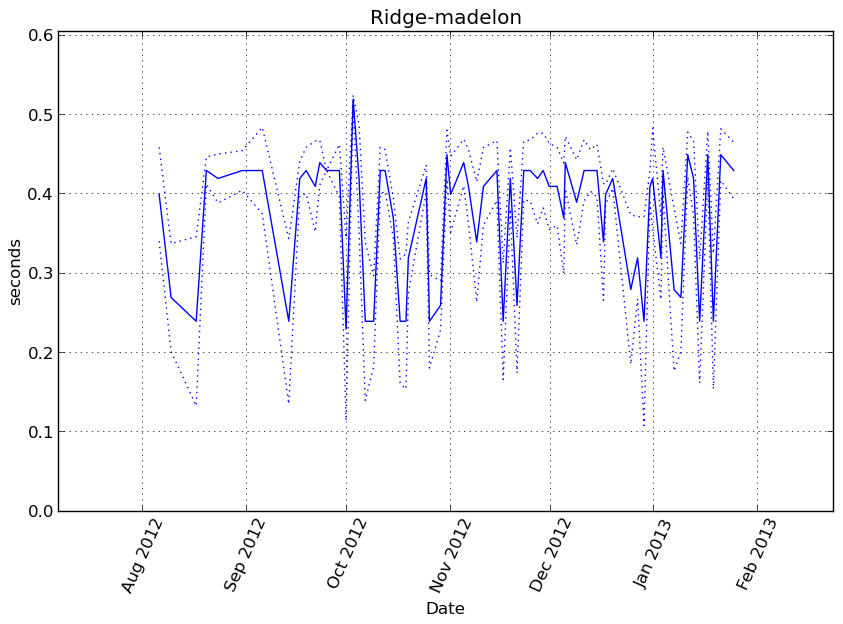 Ridge-madelon
0.6
0.5
0.4
0.3
0.2
0.1
0.0
seconds
Aug 2012
Sep 2012
Oct 2012
Nov 2012
Dec 2012
Jan 2013
Feb 2013
Date